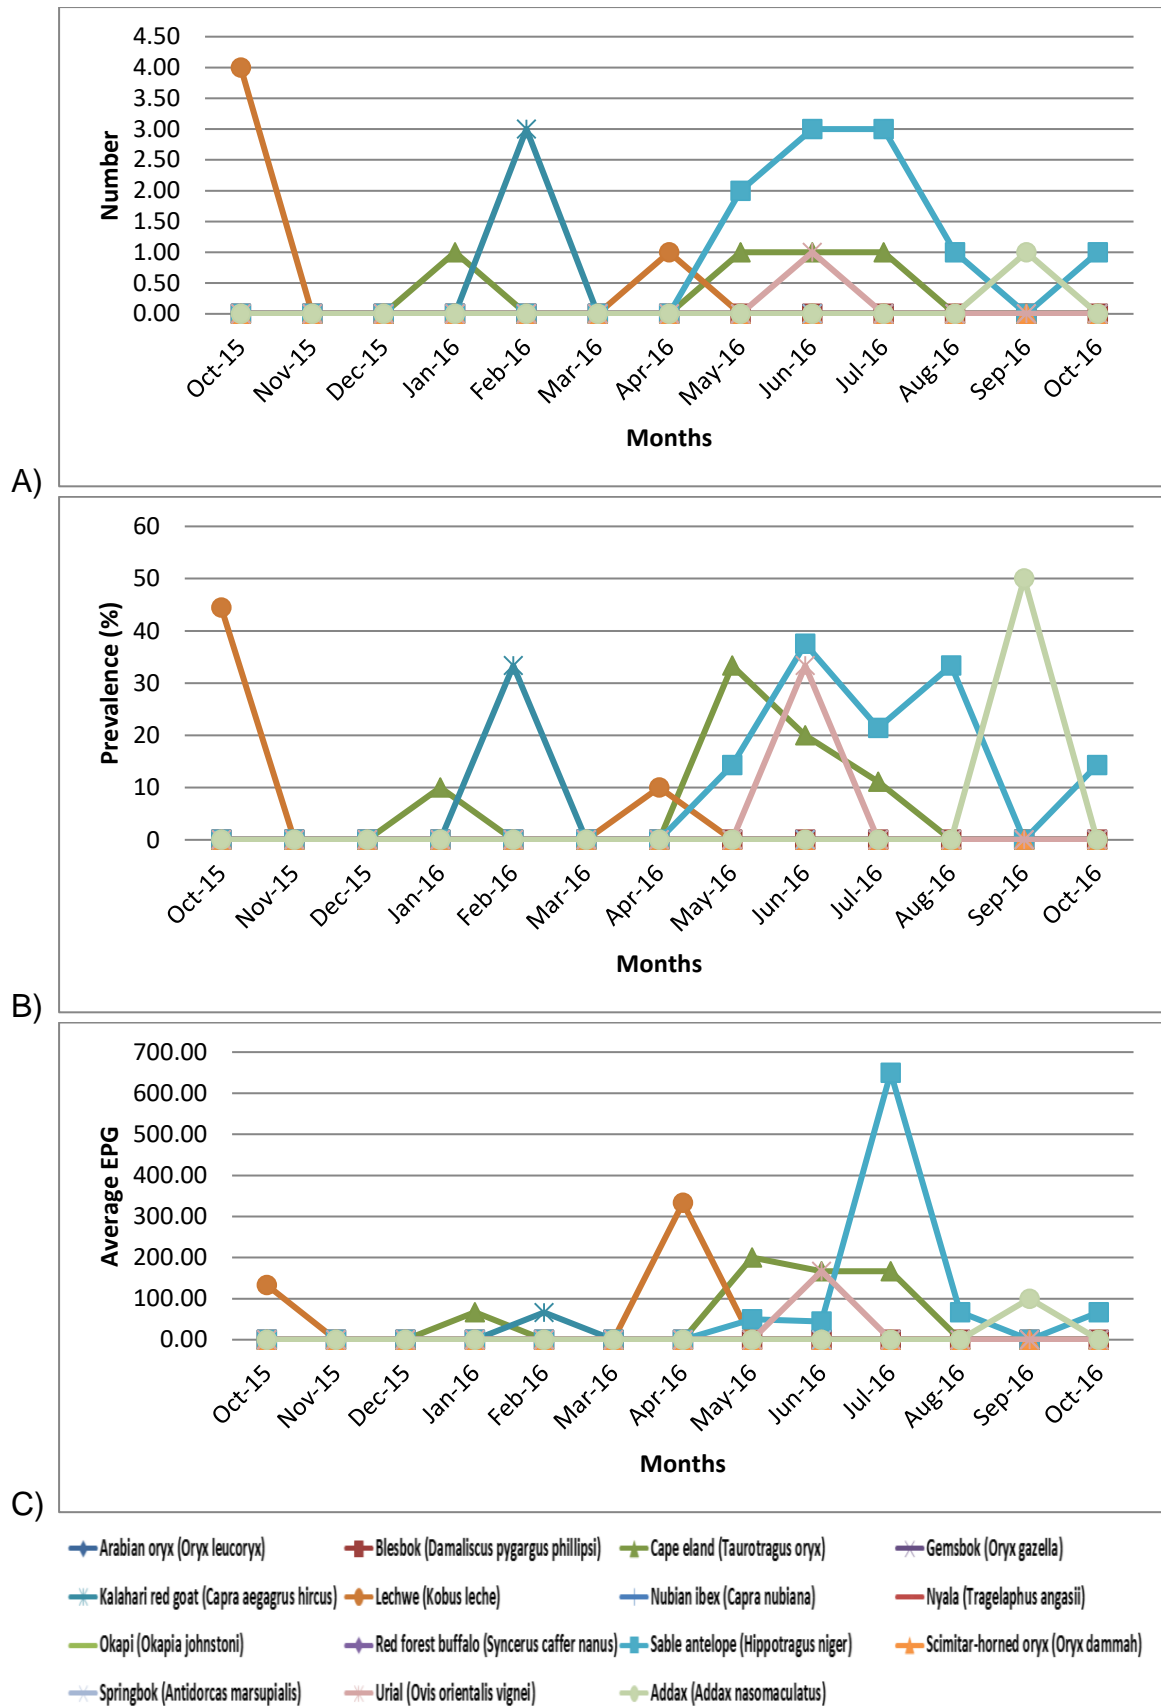 4.50
4.00
3.50
3.00
2.50
2.00
1.50
1.00
0.50
0.00
Number
Oct-15 Nov-15 Dec-15 Jan-16 Feb-16 Mar-16 Apr-16 May-16 Jun-16 Jul-16 Aug-16 Sep-16 Oct-16
Months
A)
60
50
40
30
20
10
0
Prevalence (%)
Oct-15 Nov-15 Dec-15 Jan-16 Feb-16 Mar-16 Apr-16 May-16 Jun-16 Jul-16 Aug-16 Sep-16 Oct-16
Months
B)
700.00
600.00
500.00
400.00
300.00
200.00
100.00
0.00
Average EPG
Oct-15 Nov-15 Dec-15 Jan-16 Feb-16 Mar-16 Apr-16 May-16 Jun-16 Jul-16 Aug-16 Sep-16 Oct-16
Months
C)
Arabian oryx (Oryx leucoryx) Blesbok (Damaliscus pygargus phillipsi) Cape eland (Taurotragus oryx) Gemsbok (Oryx gazella)
Kalahari red goat (Capra aegagrus hircus) Lechwe (Kobus leche) Nubian ibex (Capra nubiana) Nyala (Tragelaphus angasii)
Okapi (Okapia johnstoni) Red forest buffalo (Syncerus caffer nanus) Sable antelope (Hippotragus niger) Scimitar-horned oryx (Oryx dammah)
Springbok (Antidorcas marsupialis) Urial (Ovis orientalis vignei) Addax (Addax nasomaculatus)